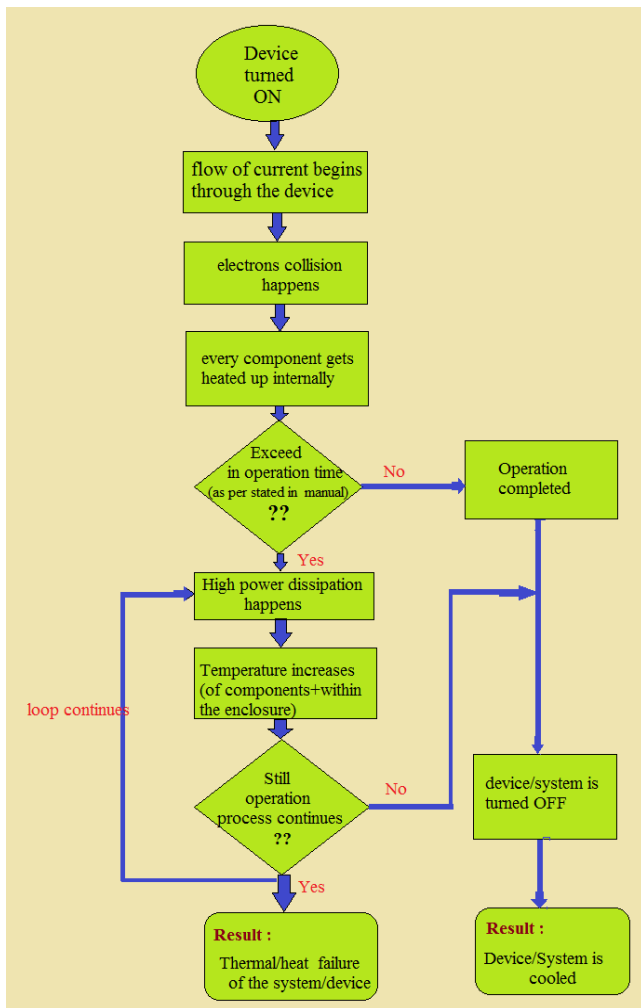 Device
turned
ON
flow of current begins
through the device
electrons collision
happens
every component gets
heated up internally
Exceed
in operation time
(as per stated in manual)
??
No
Operation
completed
Yes
High power dissipation
happens
Temperature increases
(of components+within
the enclosure)
loop continues
Still
operation
process continues
??
No
device/system is
turned OFF
Yes
Result :
Thermal/heat failure
of the system/device
Result :
Device/System is
cooled